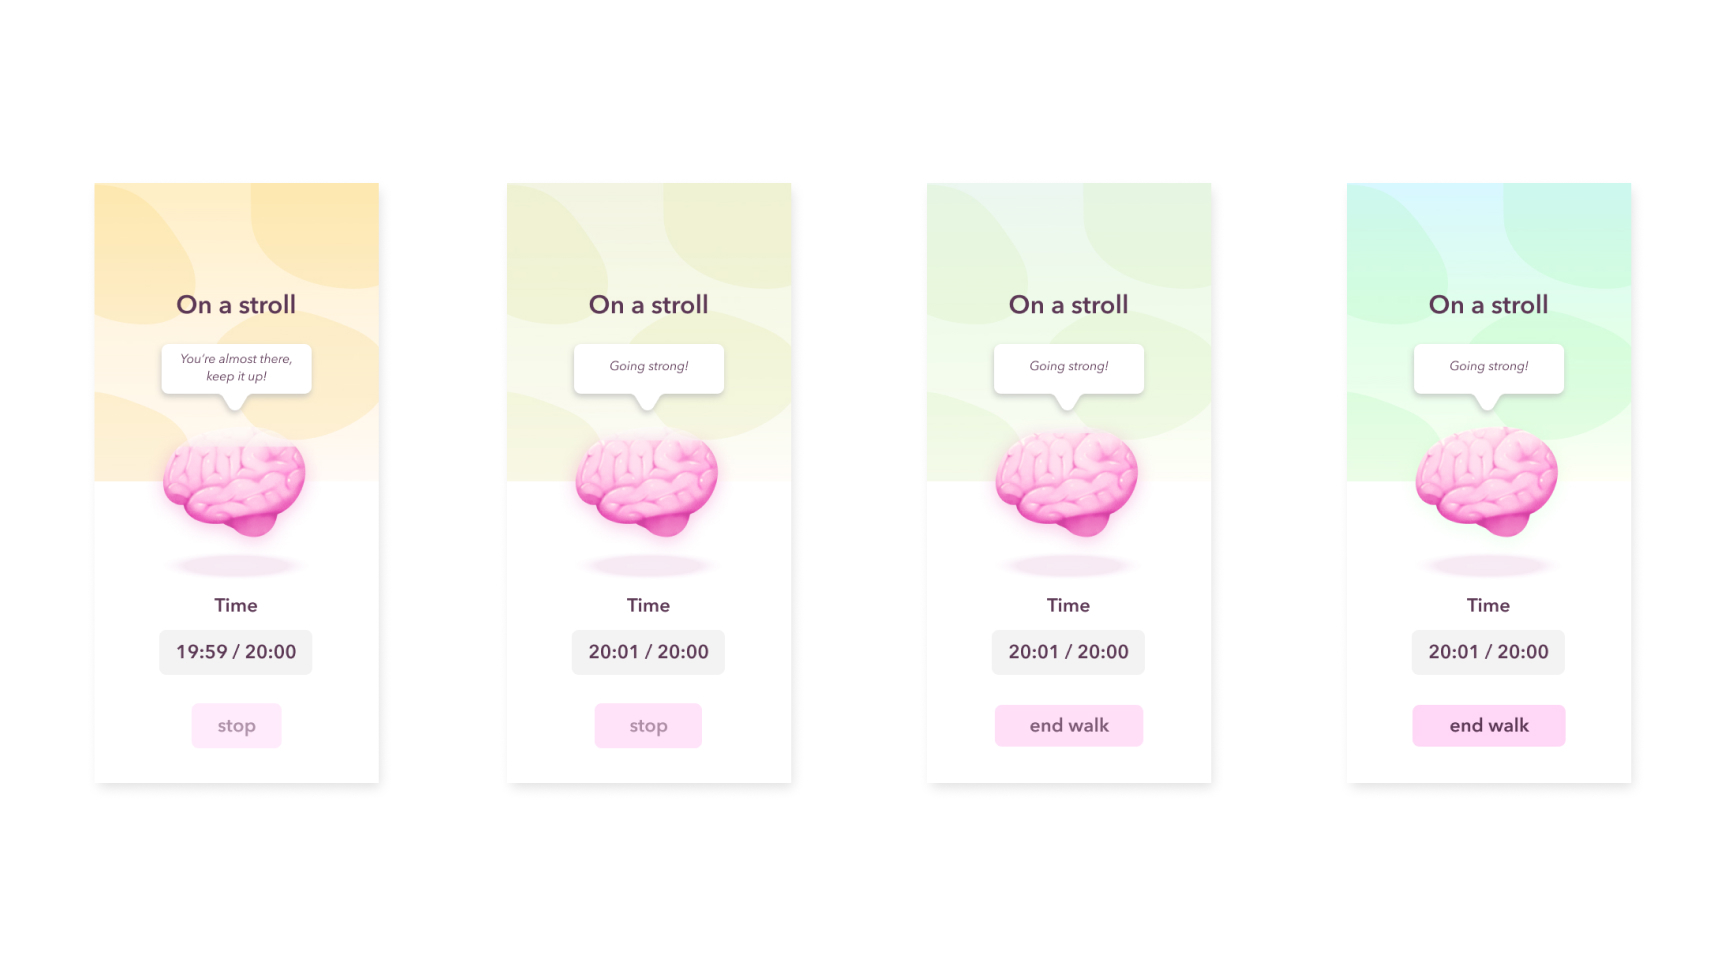 On a stroll
You're almost there,
keep it up!
Time
19:59 / 20:00
stop
On a stroll
Going strong!
Time
20:01 / 20:00
stop
On a stroll
Going strong!
Time
20:01 / 20:00
end walk
On a stroll
Going strong!
Time
20:01 / 20:00
end walk